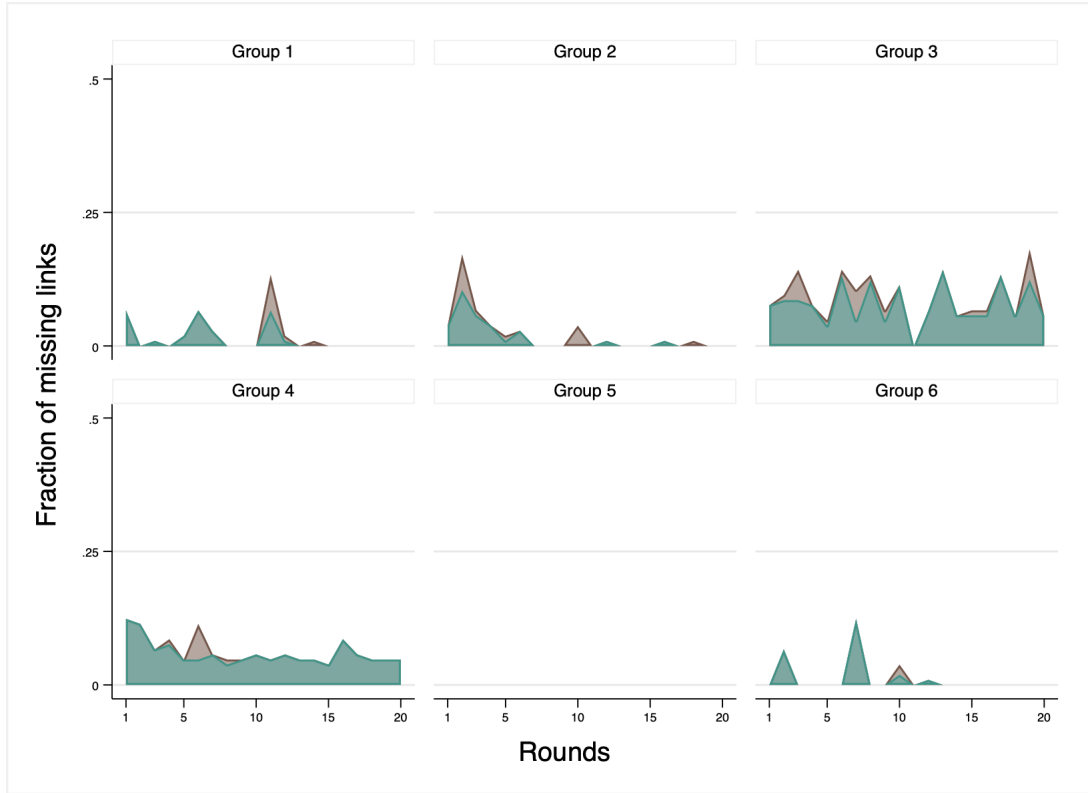 Group 1
Group 2
Group 3
.5
.25
0
Group 4
Group 5
Group 6
.5
.25
0
1 5 10 15 20
1 5 10 15 20
1 5 10 15 20
Fraction of missing links
Rounds